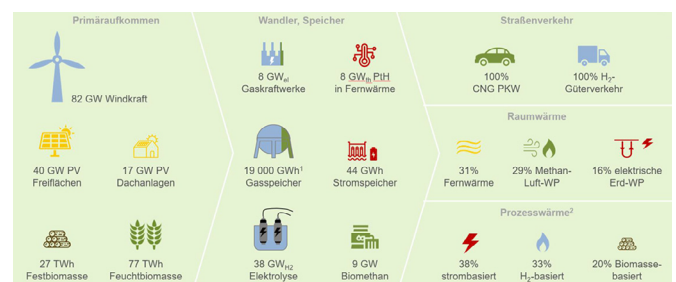 Primäraufkommen
82 GW Windkraft
40 GW PV
Freiflächen
17 GW PV
Dachanlagen
27 TWh
Festbiomasse
77 TWh
Feuchtbiomasse
Wandler, Speicher
8 GWel
Gaskraftwerke
8 GWth PtH
in Fernwärme
19 000 GWh¹
Gasspeicher
44 GWh
Stromspeicher
38 GWH2
Elektrolyse
9 GW
Biomethan
Straßenverkehr
100%
CNG PKW
100% H2-
Güterverkehr
Raumwärme
31%
Fernwärme
29% Methan-
Luft-WP
16% elektrische
Erd-WP
Prozesswärme²
38%
strombasiert
33%
H2-basiert
20% Biomasse-
basiert